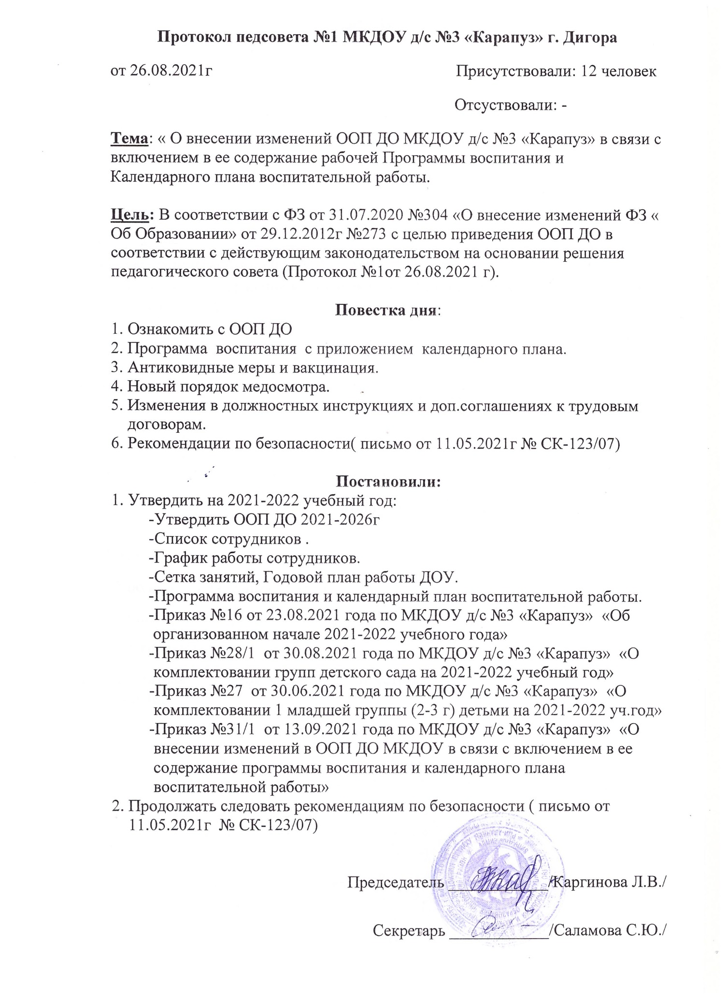 Протокол педсовета №1 МКДОУ д/с №3 «Карапуз» г. Дигора
от 26.08.2021г Присутствовали: 12 человек
Отсуствовали: -
Тема: « О внесении изменений ООП ДО МКДОУ д/с №3 «Карапуз» в связи с
включением в ее содержание рабочей Программы воспитания и
Календарного плана воспитательной работы.
Цель: В соответствии с ФЗ от 31.07.2020 №304 «О внесение изменений ФЗ «
Об Образовании» от 29.12.2012г №273 с целью приведения ООП ДО в
соответствии с действующим законодательством на основании решения
педагогического совета (Протокол №1от 26.08.2021 г).
Повестка дня:
1. Ознакомить с ООП ДО
2. Программа воспитания с приложением календарного плана.
3. Антиковидные меры и вакцинация.
4. Новый порядок медосмотра.
5. Изменения в должностных инструкциях и доп.соглашениях к трудовым
договорам.
6. Рекомендации по безопасности( письмо от 11.05.2021г № СК-123/07)
Постановили:
1. Утвердить на 2021-2022 учебный год:
-Утвердить ООП ДО 2021-2026г
-Список сотрудников .
-График работы сотрудников.
-Сетка занятий, Годовой план работы ДОУ.
-Программа воспитания и календарный план воспитательной работы.
-Приказ №16 от 23.08.2021 года по МКДОУ д/с №3 «Карапуз» «Об
организованном начале 2021-2022 учебного года»
-Приказ №28/1 от 30.08.2021 года по МКДОУ д/с №3 «Карапуз» «О
комплектовании групп детского сада на 2021-2022 учебный год»
-Приказ №27 от 30.06.2021 года по МКДОУ д/с №3 «Карапуз» «О
комплектовании 1 младшей группы (2-3 г) детьми на 2021-2022 уч.год»
-Приказ №31/1 от 13.09.2021 года по МКДОУ д/с №3 «Карапуз» «О
внесении изменений в ООП ДО МКДОУ в связи с включением в ее
содержание программы воспитания и календарного плана
воспитательной работы»
2. Продолжать следовать рекомендациям по безопасности ( письмо от
11.05.2021г № СК-123/07)
Председатель ____________/Каргинова Л.В./
Секретарь ____________/Саламова С.Ю./